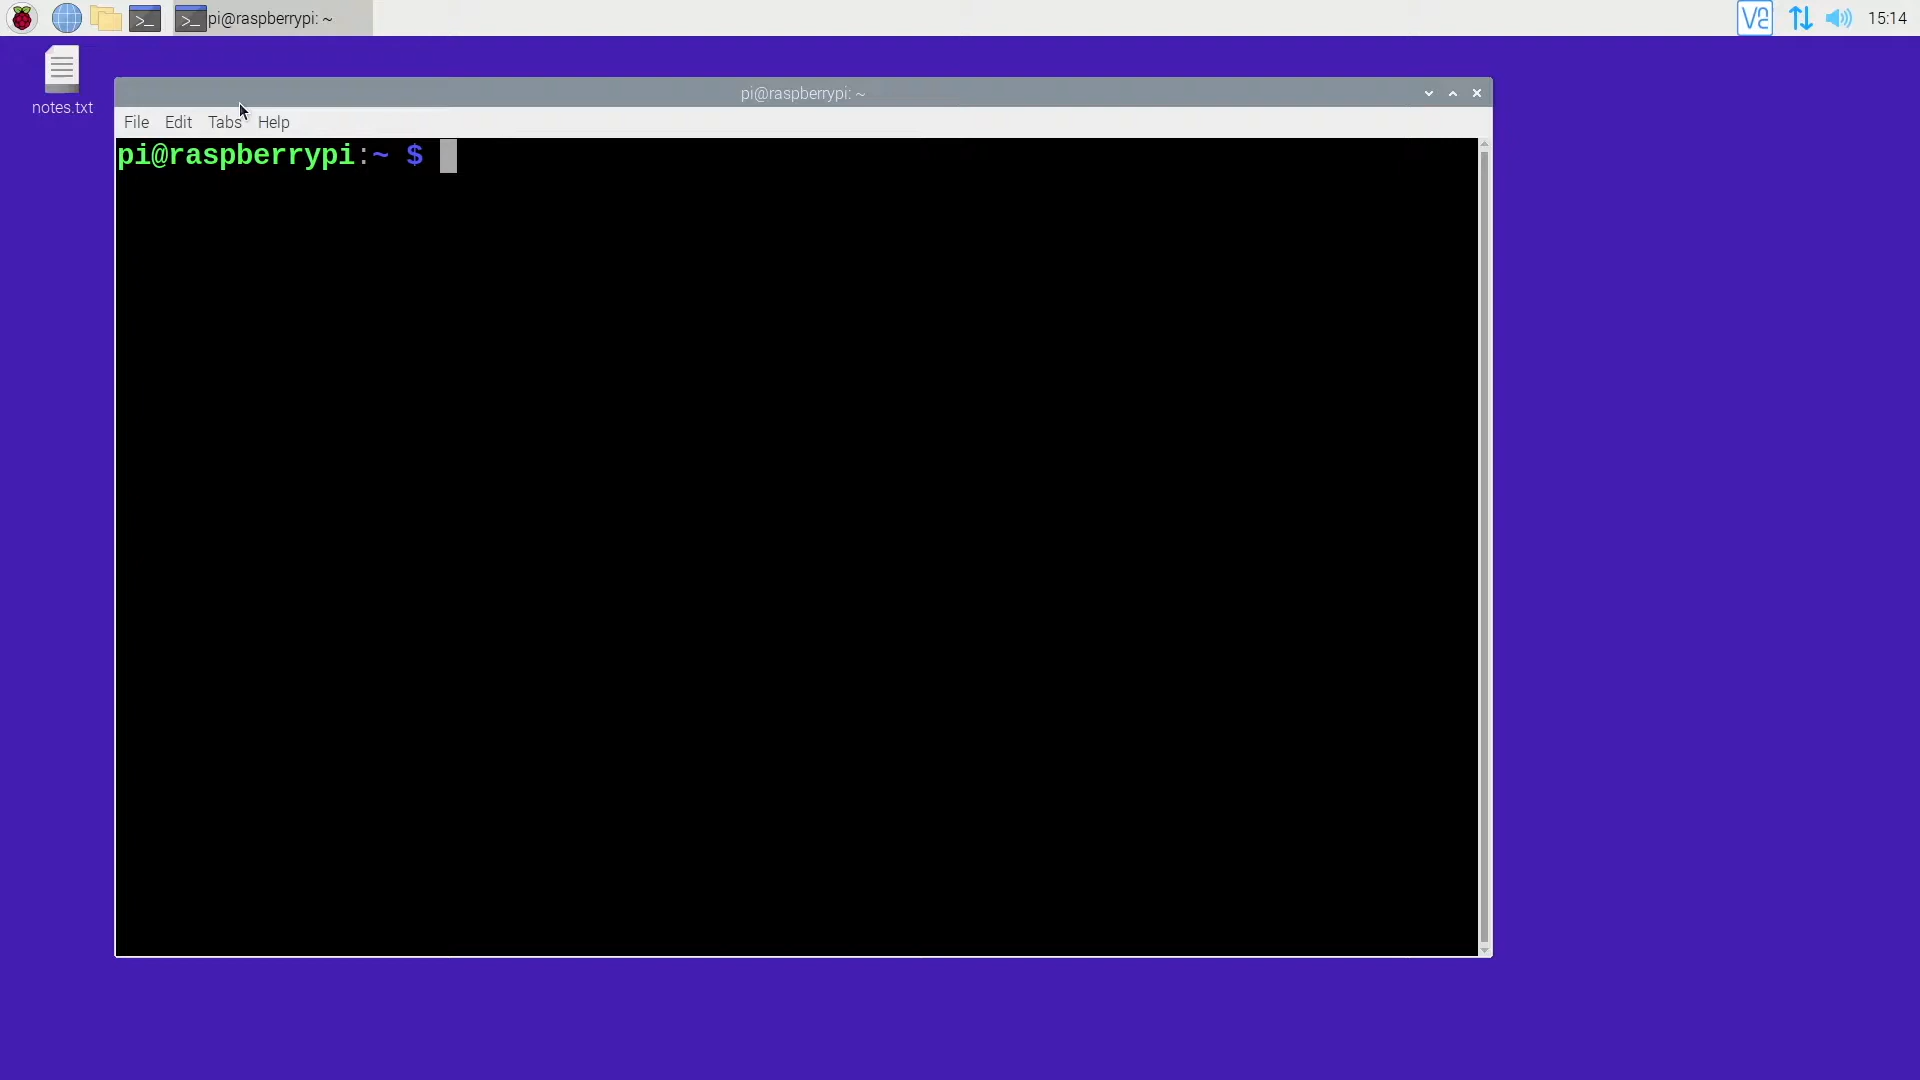 pi@raspberrypi: ~
15:14
notes.txt
pi@raspberrypi: ~
File Edit Tabs Help
pi@raspberrypi:~ $